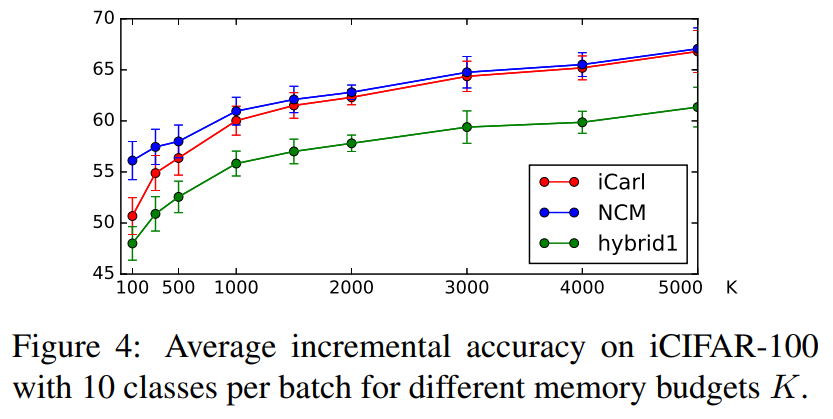 70
65
60
55
50
45
100 500 1000 2000 3000 4000 5000 K
iCarl
NCM
hybrid1
Figure 4: Average incremental accuracy on iCIFAR-100
with 10 classes per batch for different memory budgets K.